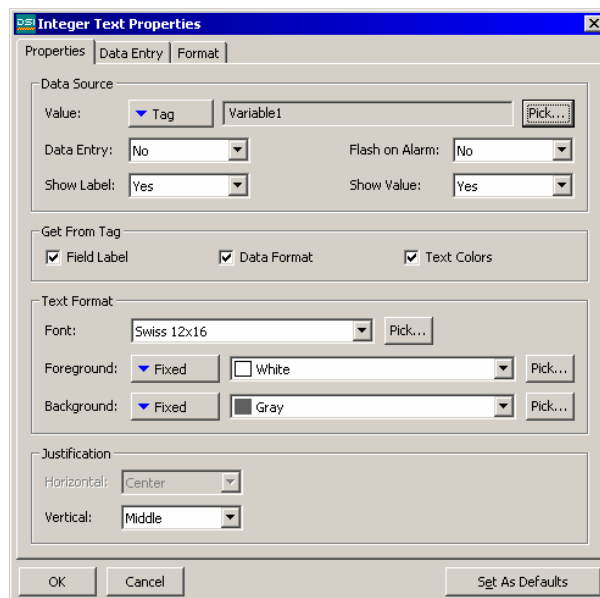 DSI Integer Text Properties
Properties Data Entry Format
Data Source
Value: Tag Variable1 Pick...
Data Entry: No Flash on Alarm: No
Show Label: Yes Show Value: Yes
Get From Tag
Field Label Data Format Text Colors
Text Format
Font: Swiss 12x16 Pick...
Foreground: Fixed White Pick...
Background: Fixed Gray Pick...
Justification
Horizontal: Center
Vertical: Middle
OK Cancel Set As Defaults